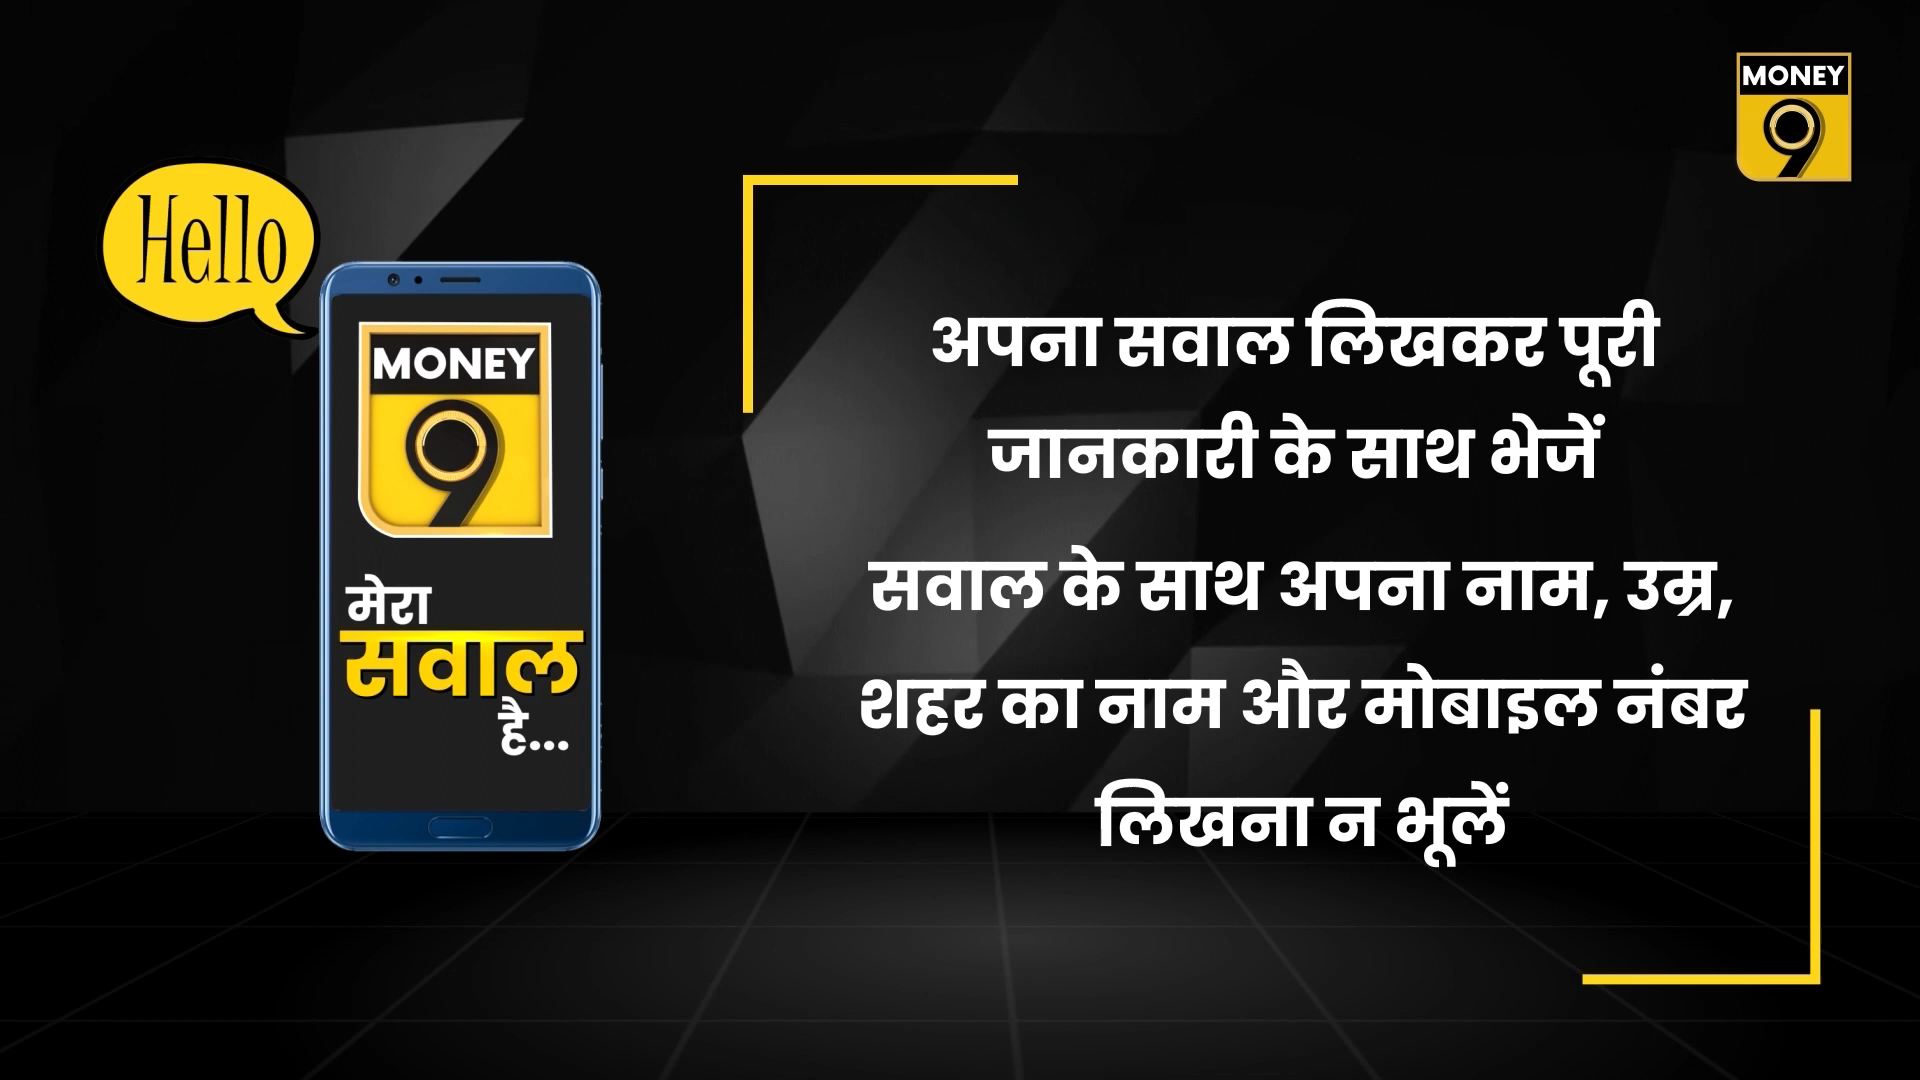 MONEY
9
Hello
MONEY
9
मेरा
सवाल
है...
अपना सवाल लिखकर पूरी
जानकारी के साथ भेजें
सवाल के साथ अपना नाम, उम्र,
शहर का नाम और मोबाइल नंबर
लिखना न भूलें